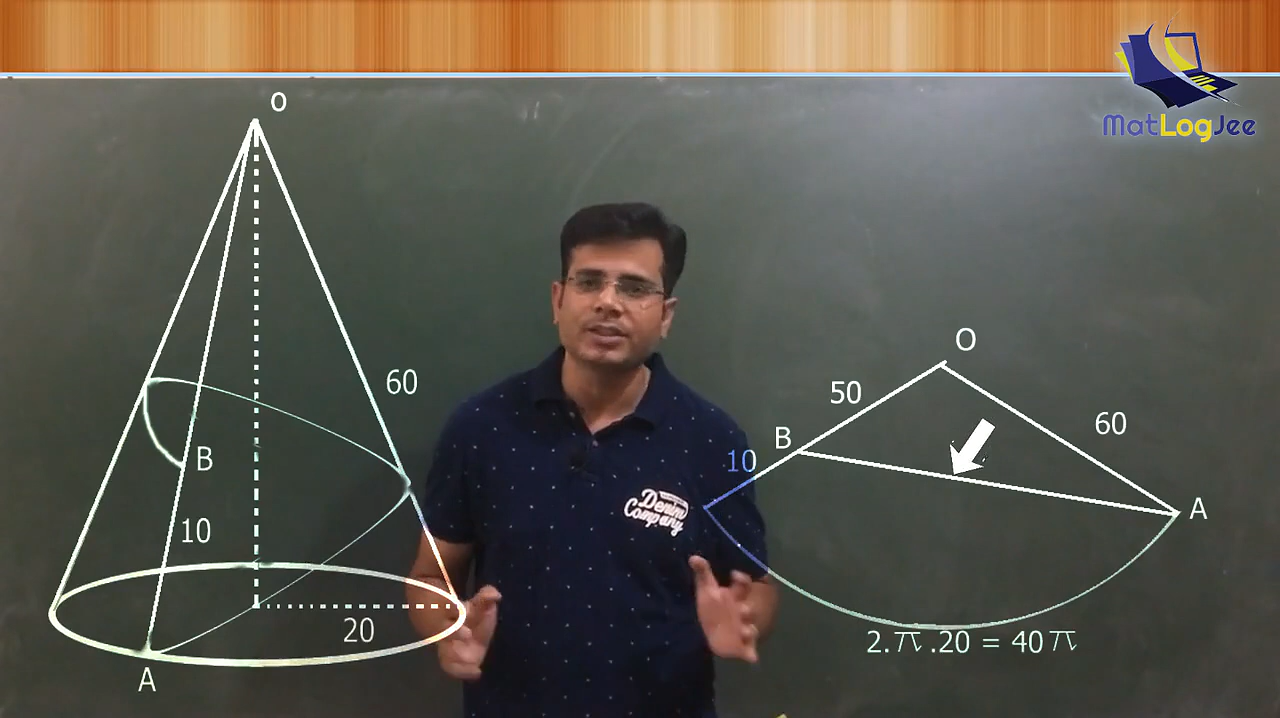 MatLogJee
O
60
B
10
20
A
O
50
60
B
10
A
2.π.20 = 40π
Denim
Company